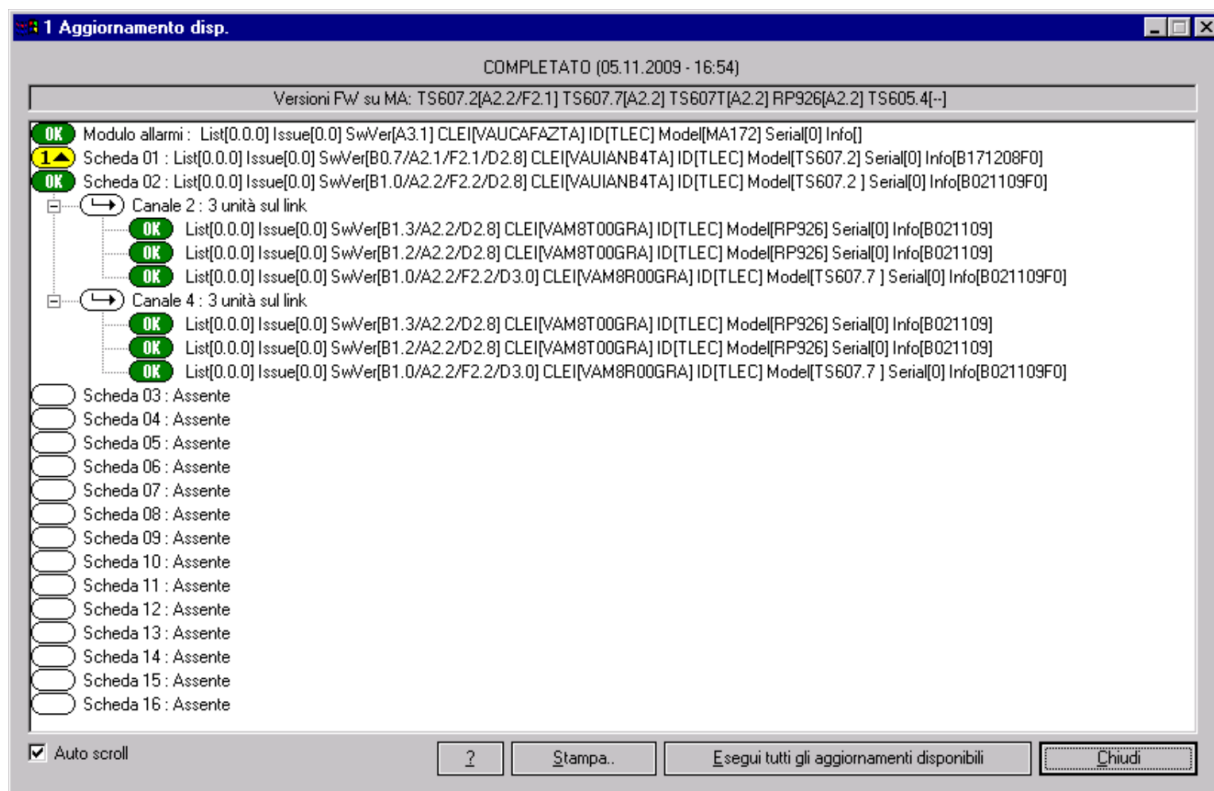 1 Aggiornamento disp.
COMPLETATO (05.11.2009 - 16:54)
Versioni FW su MA: TS607.2[A2.2/F2.1] TS607.7[A2.2] TS607T[A2.2] RP926[A2.2] TS605.4[--]
OK Modulo allarmi : List[0.0.0] Issue[0.0] SwVer[A3.1] CLEI[VAUCAFAZTA] ID[TLEC] Model[MA172] Serial[0] Info[]
1 Scheda 01 : List[0.0.0] Issue[0.0] SwVer[B0.7/A2.1/F2.1/D2.8] CLEI[VAUIANB4TA] ID[TLEC] Model[TS607.2] Serial[0] Info[B171208F0]
OK Scheda 02 : List[0.0.0] Issue[0.0] SwVer[B1.0/A2.2/F2.2/D2.8] CLEI[VAUIANB4TA] ID[TLEC] Model[TS607.2 ] Serial[0] Info[B021109F0]
Canale 2 : 3 unità sul link
OK List[0.0.0] Issue[0.0] SwVer[B1.3/A2.2/D2.8] CLEI[VAM8T00GRA] ID[TLEC] Model[RP926] Serial[0] Info[B021109]
OK List[0.0.0] Issue[0.0] SwVer[B1.2/A2.2/D2.8] CLEI[VAM8T00GRA] ID[TLEC] Model[RP926] Serial[0] Info[B021109]
OK List[0.0.0] Issue[0.0] SwVer[B1.0/A2.2/F2.2/D3.0] CLEI[VAM8R00GRA] ID[TLEC] Model[TS607.7 ] Serial[0] Info[B021109F0]
Canale 4 : 3 unità sul link
OK List[0.0.0] Issue[0.0] SwVer[B1.3/A2.2/D2.8] CLEI[VAM8T00GRA] ID[TLEC] Model[RP926] Serial[0] Info[B021109]
OK List[0.0.0] Issue[0.0] SwVer[B1.2/A2.2/D2.8] CLEI[VAM8T00GRA] ID[TLEC] Model[RP926] Serial[0] Info[B021109]
OK List[0.0.0] Issue[0.0] SwVer[B1.0/A2.2/F2.2/D3.0] CLEI[VAM8R00GRA] ID[TLEC] Model[TS607.7 ] Serial[0] Info[B021109F0]
Scheda 03 : Assente
Scheda 04 : Assente
Scheda 05 : Assente
Scheda 06 : Assente
Scheda 07 : Assente
Scheda 08 : Assente
Scheda 09 : Assente
Scheda 10 : Assente
Scheda 11 : Assente
Scheda 12 : Assente
Scheda 13 : Assente
Scheda 14 : Assente
Scheda 15 : Assente
Scheda 16 : Assente
Auto scroll ? Stampa.. Esegui tutti gli aggiornamenti disponibili Chiudi